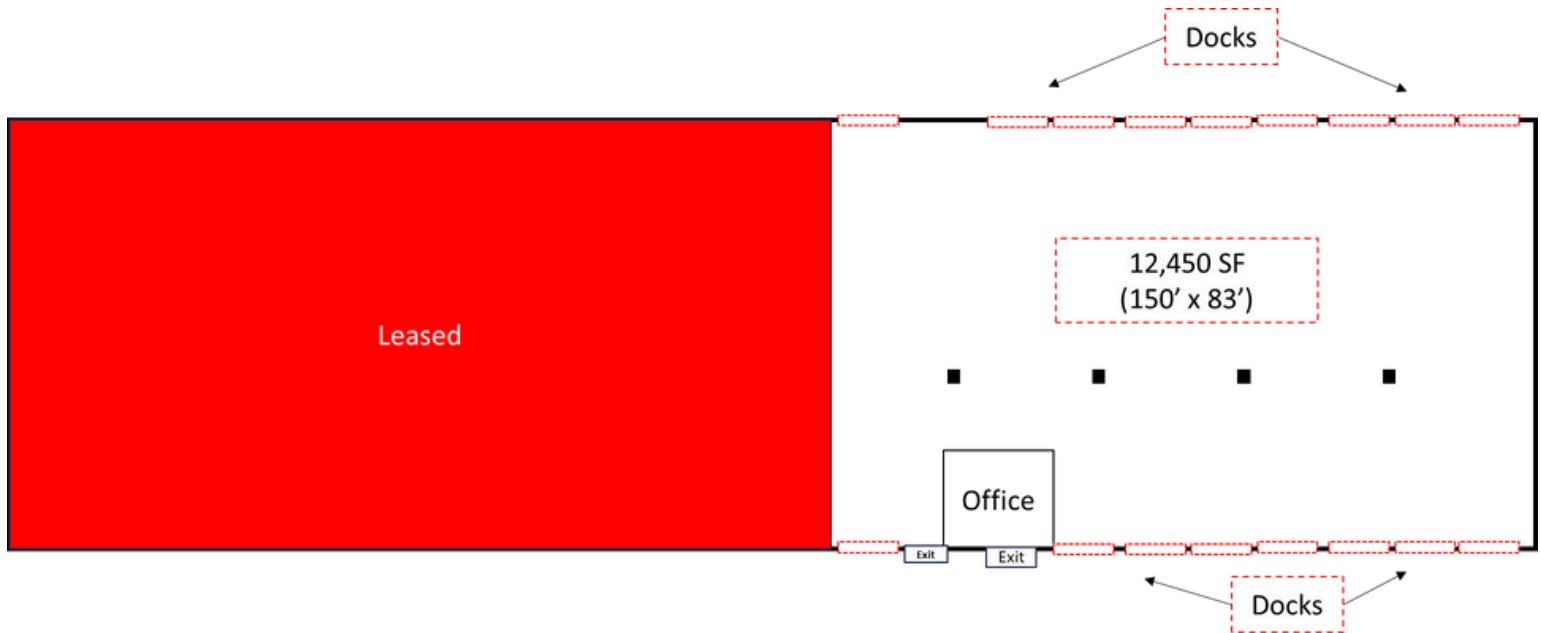 Docks
12,450 SF
(150’ x 83’)
Leased
Office
Exit
Exit
Docks